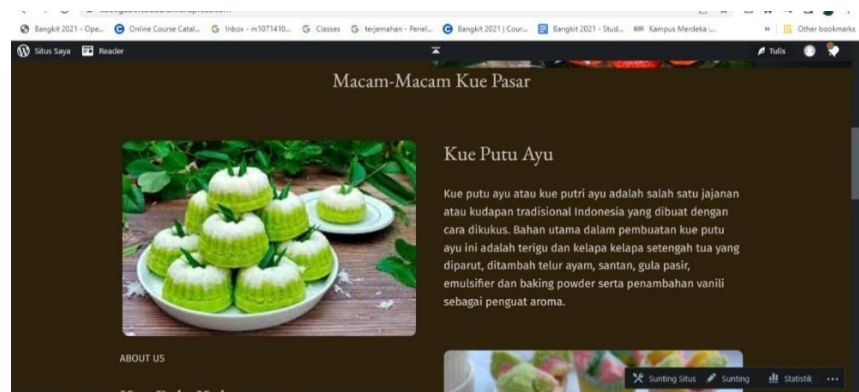 Bangkit 2021 - Ope... Online Course Catal... Inbox - m1071410... Classes terjemahan - Penel... Bangkit 2021 | Cour... Bangkit 2021 - Stud... Kampus Merdeka :... » Other bookmarks
Situs Saya Reader Tulis
Macam-Macam Kue Pasar
Kue Putu Ayu
Kue putu ayu atau kue putri ayu adalah salah satu jajanan
atau kudapan tradisional Indonesia yang dibuat dengan
cara dikukus. Bahan utama dalam pembuatan kue putu
ayu ini adalah terigu dan kelapa kelapa setengah tua yang
diparut, ditambah telur ayam, santan, gula pasir,
emulsifier dan baking powder serta penambahan vanili
sebagai penguat aroma.
ABOUT US
Sunting Situs Sunting Statistik ...